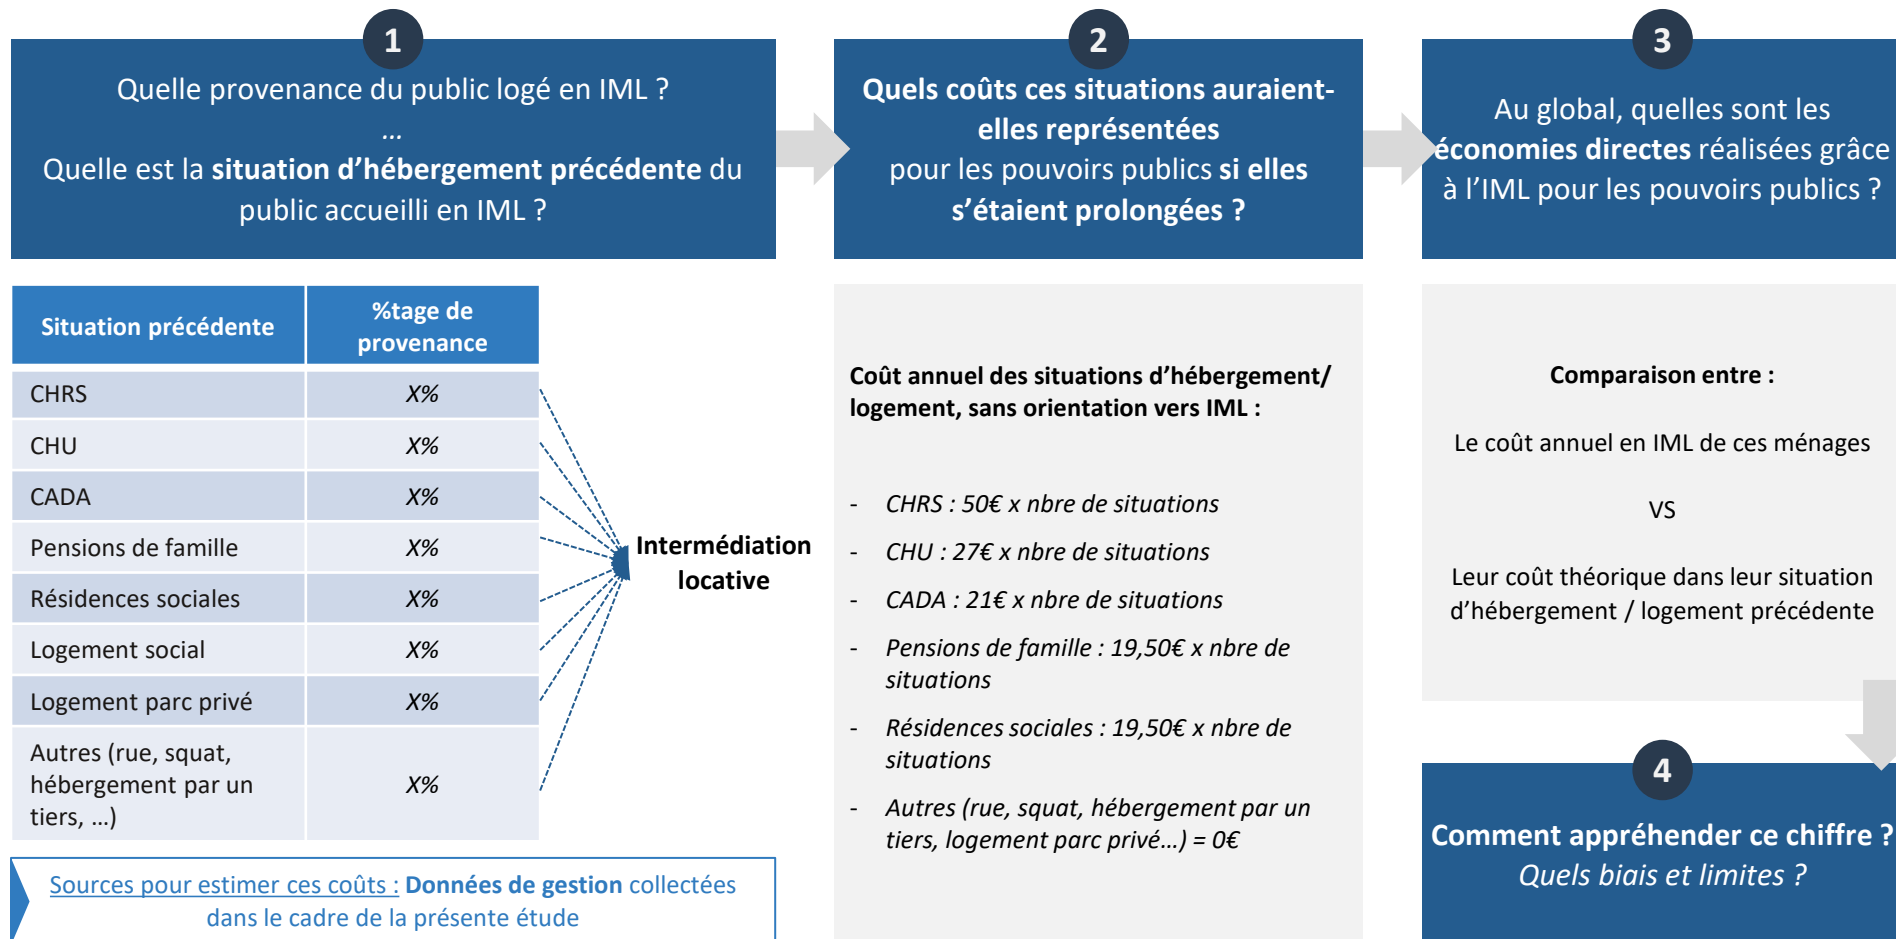 1
Quelle provenance du public logé en IML ?
…
Quelle est la situation d’hébergement précédente du
public accueilli en IML ?
2
Quels coûts ces situations auraient-
elles représentées
pour les pouvoirs publics si elles
s’étaient prolongées ?
3
Au global, quelles sont les
économies directes réalisées grâce
à l’IML pour les pouvoirs publics ?
Situation précédente
%tage de
provenance
CHRS
X%
CHU
X%
CADA
X%
Pensions de famille
X%
Résidences sociales
X%
Logement social
X%
Logement parc privé
X%
Autres (rue, squat,
hébergement par un
tiers, …)
X%
Intermédiation
locative
Sources pour estimer ces coûts : Données de gestion collectées
dans le cadre de la présente étude
Coût annuel des situations d’hébergement/
logement, sans orientation vers IML :
- CHRS : 50€ x nbre de situations
- CHU : 27€ x nbre de situations
- CADA : 21€ x nbre de situations
- Pensions de famille : 19,50€ x nbre de
situations
- Résidences sociales : 19,50€ x nbre de
situations
- Autres (rue, squat, hébergement par un
tiers, logement parc privé…) = 0€
Comparaison entre :
Le coût annuel en IML de ces ménages
VS
Leur coût théorique dans leur situation
d’hébergement / logement précédente
4
Comment appréhender ce chiffre ?
Quels biais et limites ?